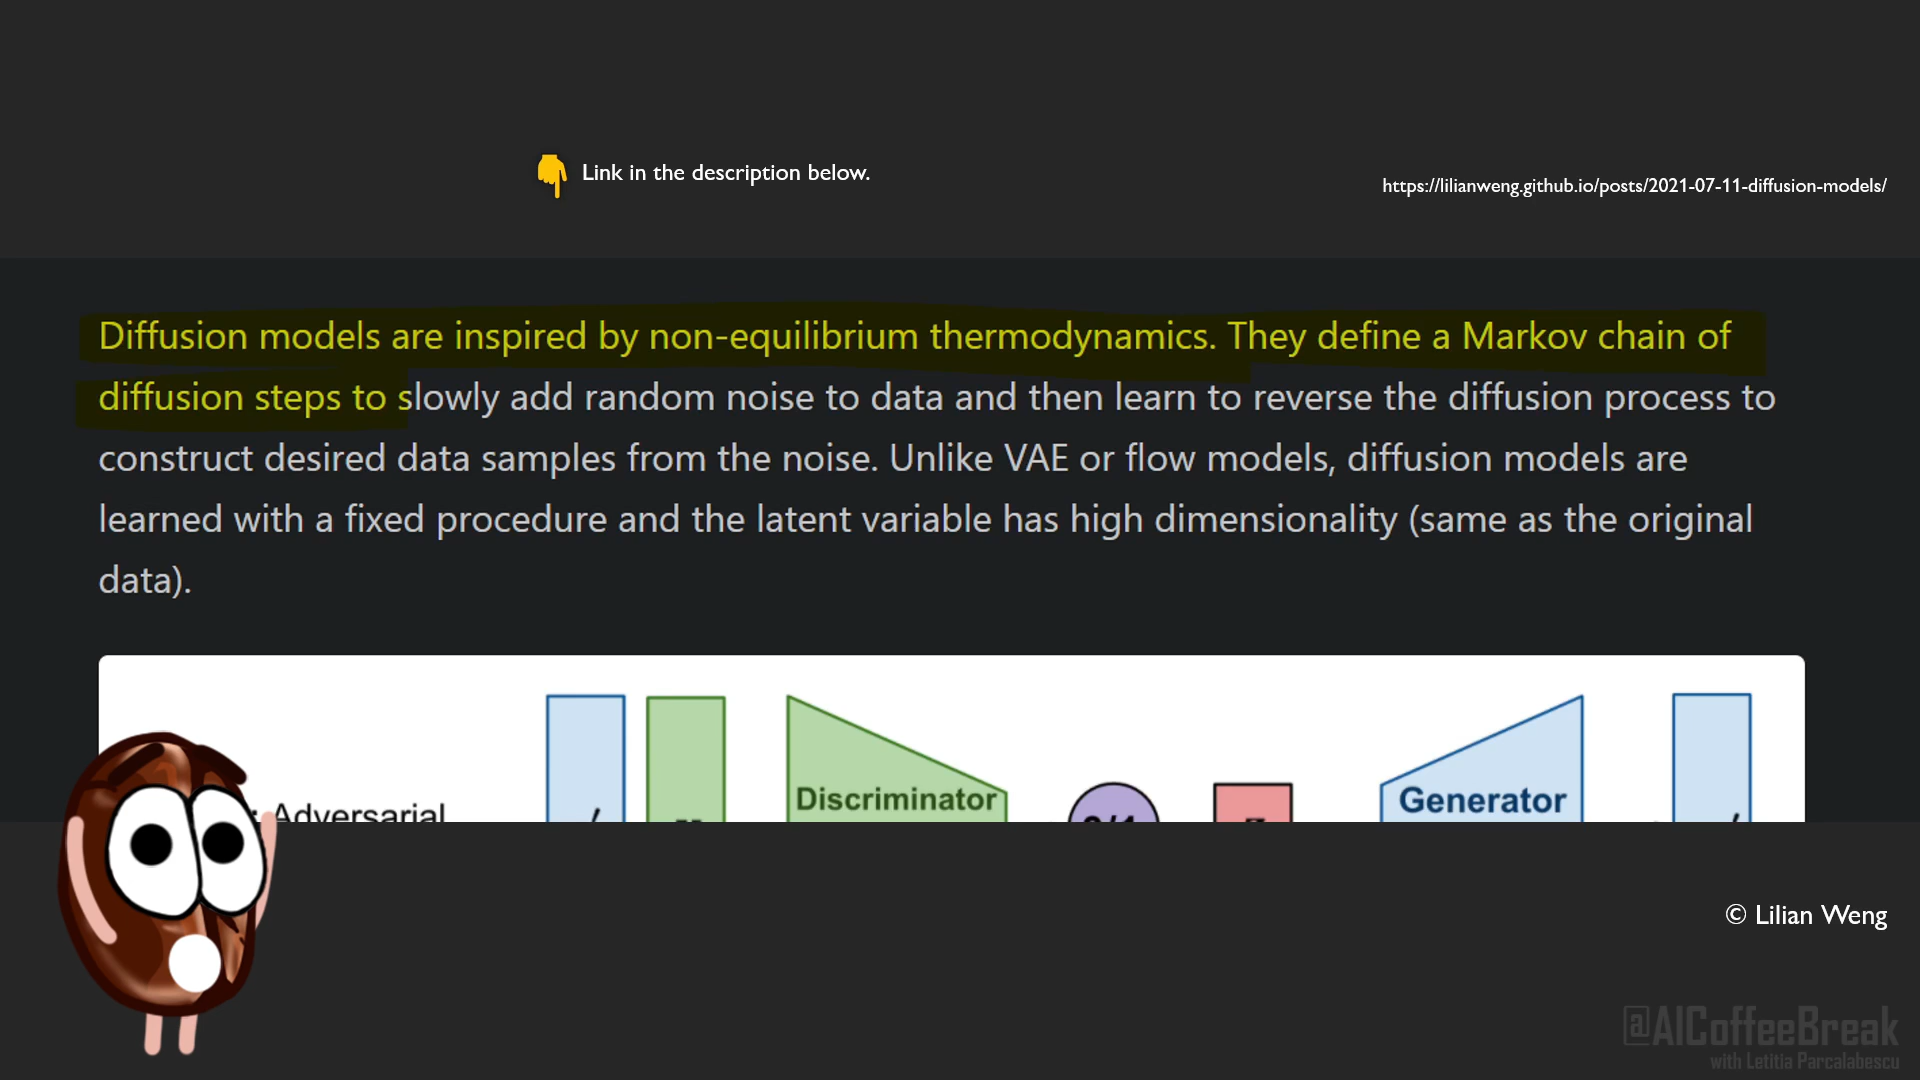 Link in the description below.
https://lilianweng.github.io/posts/2021-07-11-diffusion-models/
Diffusion models are inspired by non-equilibrium thermodynamics. They define a Markov chain of
diffusion steps to slowly add random noise to data and then learn to reverse the diffusion process to
construct desired data samples from the noise. Unlike VAE or flow models, diffusion models are
learned with a fixed procedure and the latent variable has high dimensionality (same as the original
data).
Discriminator
Generator
Adversarial
© Lilian Weng
@AICoffeeBreak
with Letitia Parcalabescu